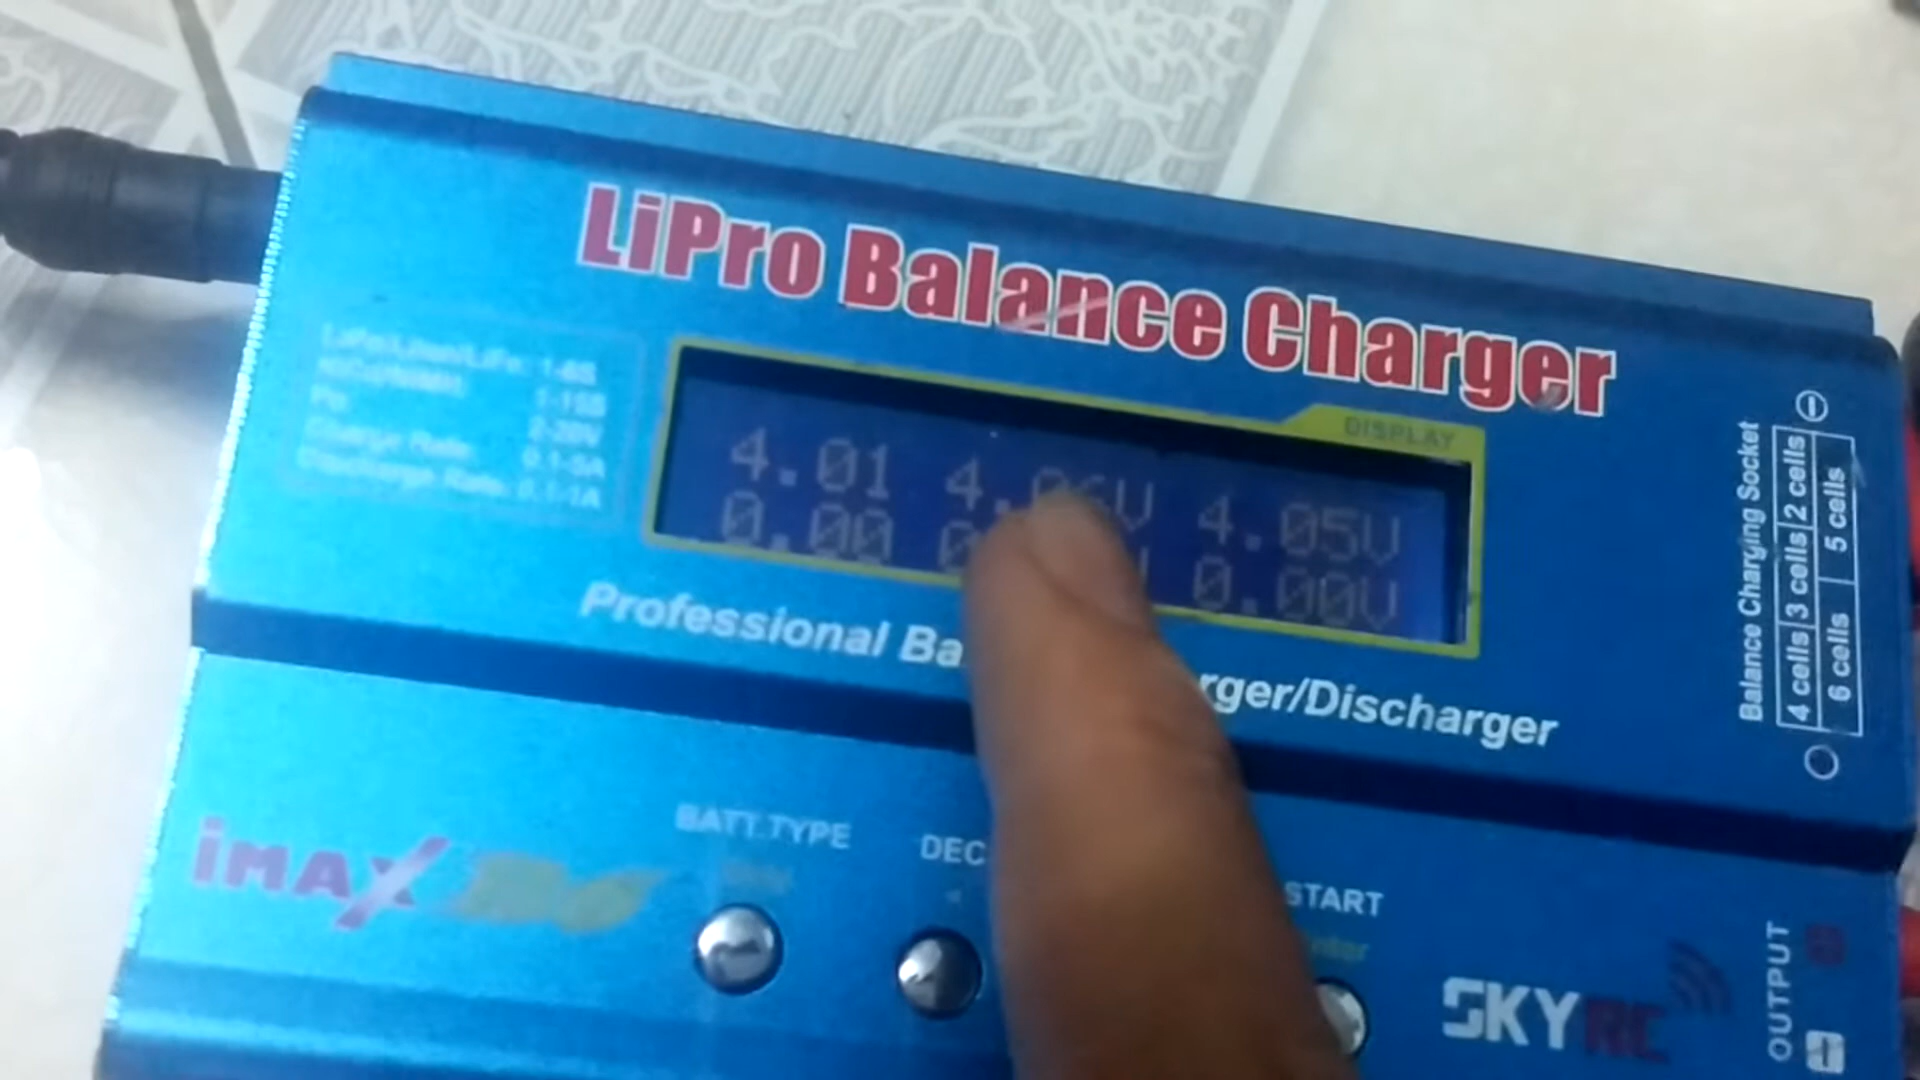 LiPro Balance Charger
LiPo/LiIon/LiFe: 1-6S
NiCd/NiMH: 1-15S
Pb: 2-20V
Charge Rate: 0.1-5A
Discharge Rate: 0.1-1A
DISPLAY
4.01 4.06V 4.05V
0.00 0.00V
Professional rger/Discharger
Balance Charging Socket
4 cells 3 cells 2 cells
6 cells 5 cells
iMAX B6
BATT.TYPE
DEC
START
SKYRC
OUTPUT